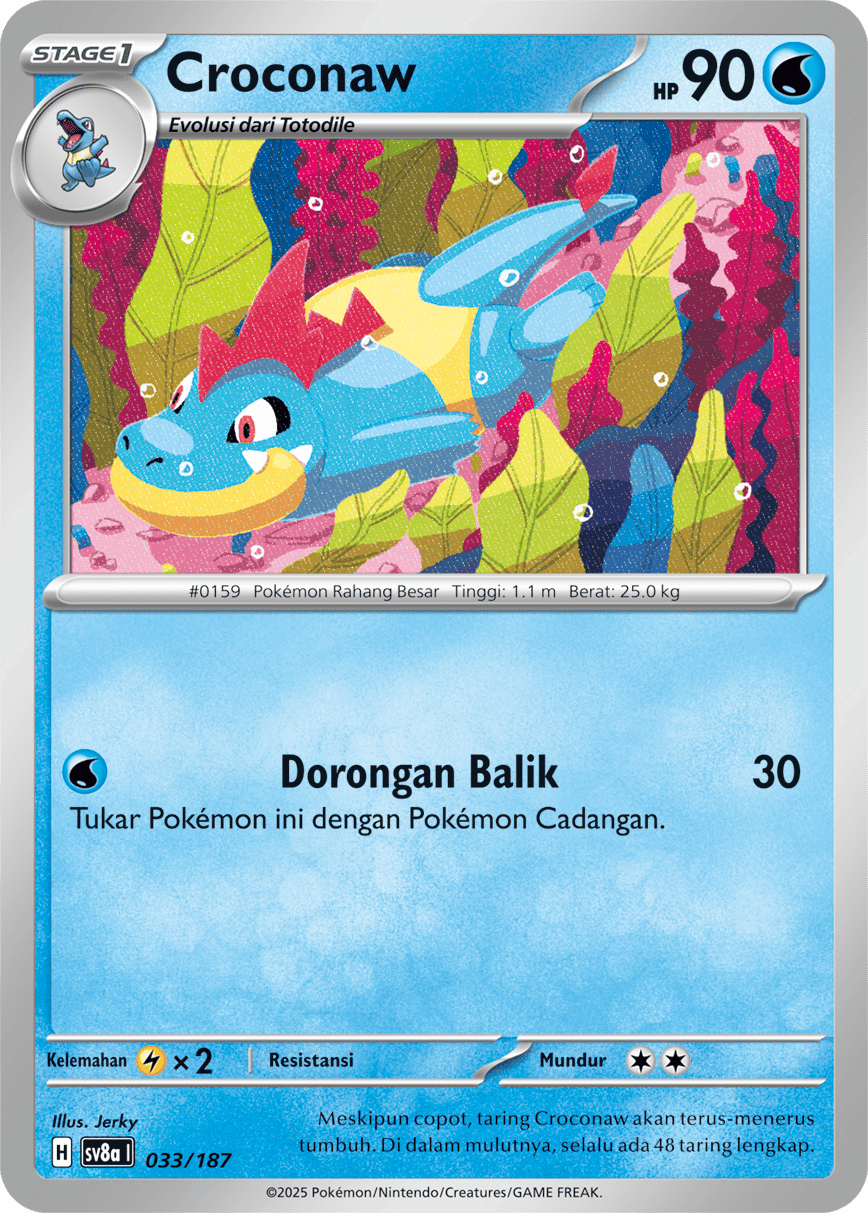 STAGE1
Croconaw
HP 90
Evolusi dari Totodile
#0159 Pokémon Rahang Besar Tinggi: 1.1 m Berat: 25.0 kg
Dorongan Balik 30
Tukar Pokémon ini dengan Pokémon Cadangan.
Kelemahan × 2 Resistansi Mundur
Illus. Jerky
Meskipun copot, taring Croconaw akan terus-menerus
tumbuh. Di dalam mulutnya, selalu ada 48 taring lengkap.
H sv8a I 033/187
©2025 Pokémon/Nintendo/Creatures/GAME FREAK.